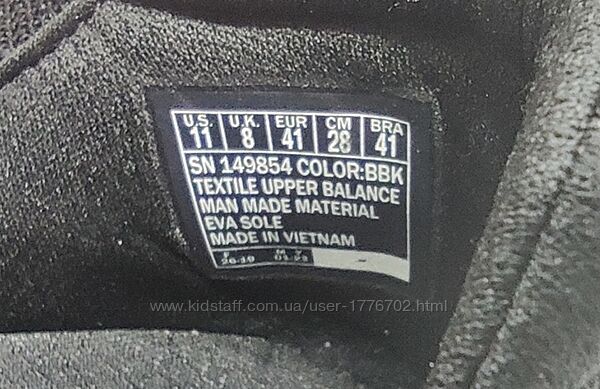 U.S. U.K. EUR CM BRA
11 8 41 28 41
SN 149854 COLOR:BBK
TEXTILE UPPER BALANCE
MAN MADE MATERIAL
EVA SOLE
MADE IN VIETNAM
F M Y
www.kidstaff.com.ua/user-1776702.html